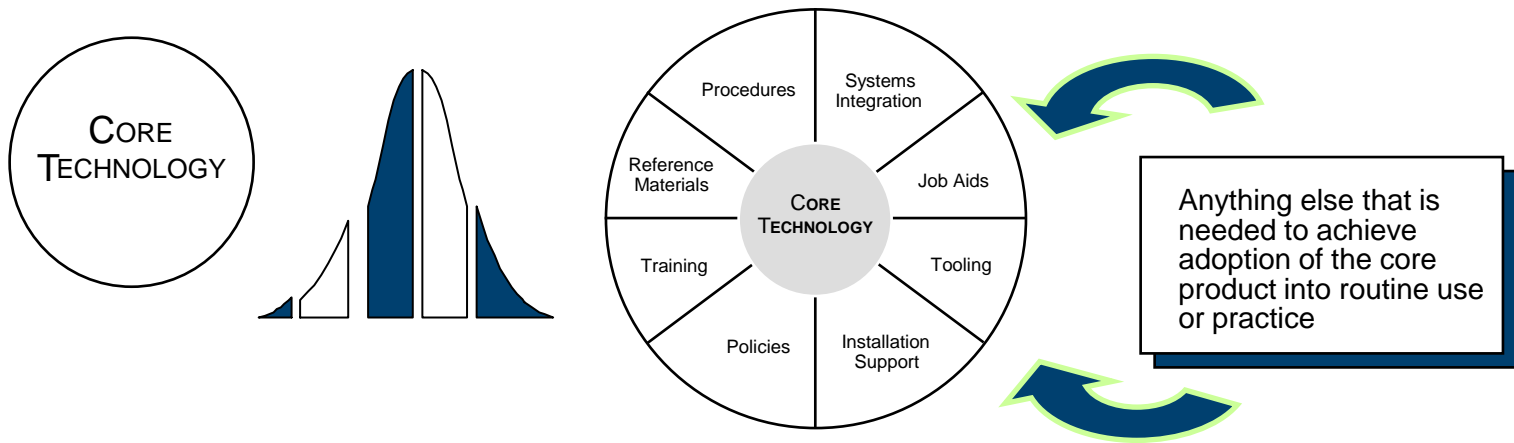 CORE
TECHNOLOGY
Procedures
Systems
Integration
Reference
Materials
Job Aids
CORE
TECHNOLOGY
Training
Tooling
Policies
Installation
Support
Anything else that is
needed to achieve
adoption of the core
product into routine use
or practice